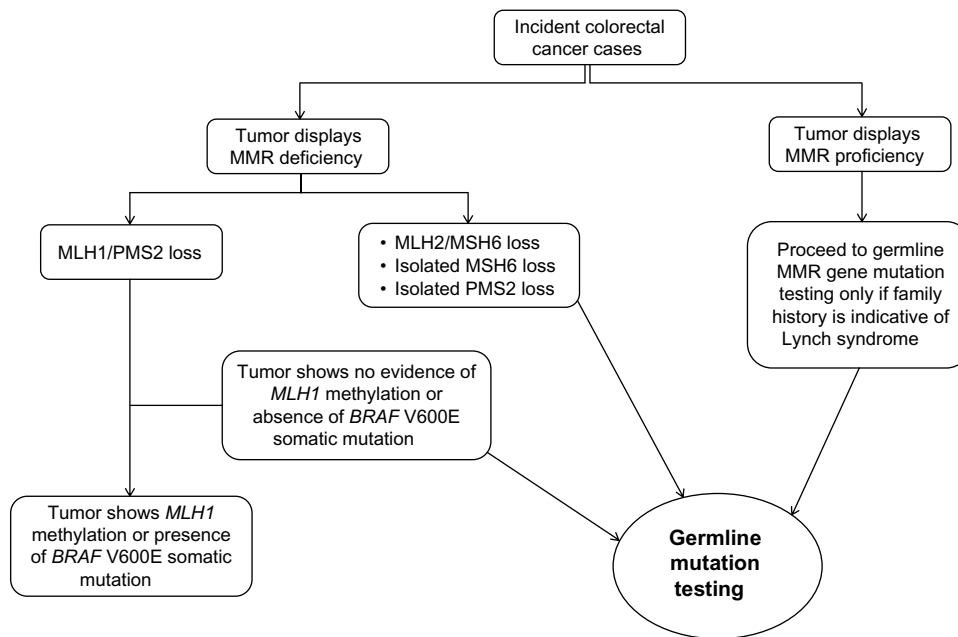 Incident colorectal
cancer cases
Tumor displays
MMR deficiency
Tumor displays
MMR proficiency
MLH1/PMS2 loss
• MLH2/MSH6 loss
• Isolated MSH6 loss
• Isolated PMS2 loss
Proceed to germline
MMR gene mutation
testing only if family
history is indicative of
Lynch syndrome
Tumor shows no evidence of
MLH1 methylation or
absence of BRAF V600E
somatic mutation
Tumor shows MLH1
methylation or presence
of BRAF V600E somatic
mutation
Germline
mutation
testing